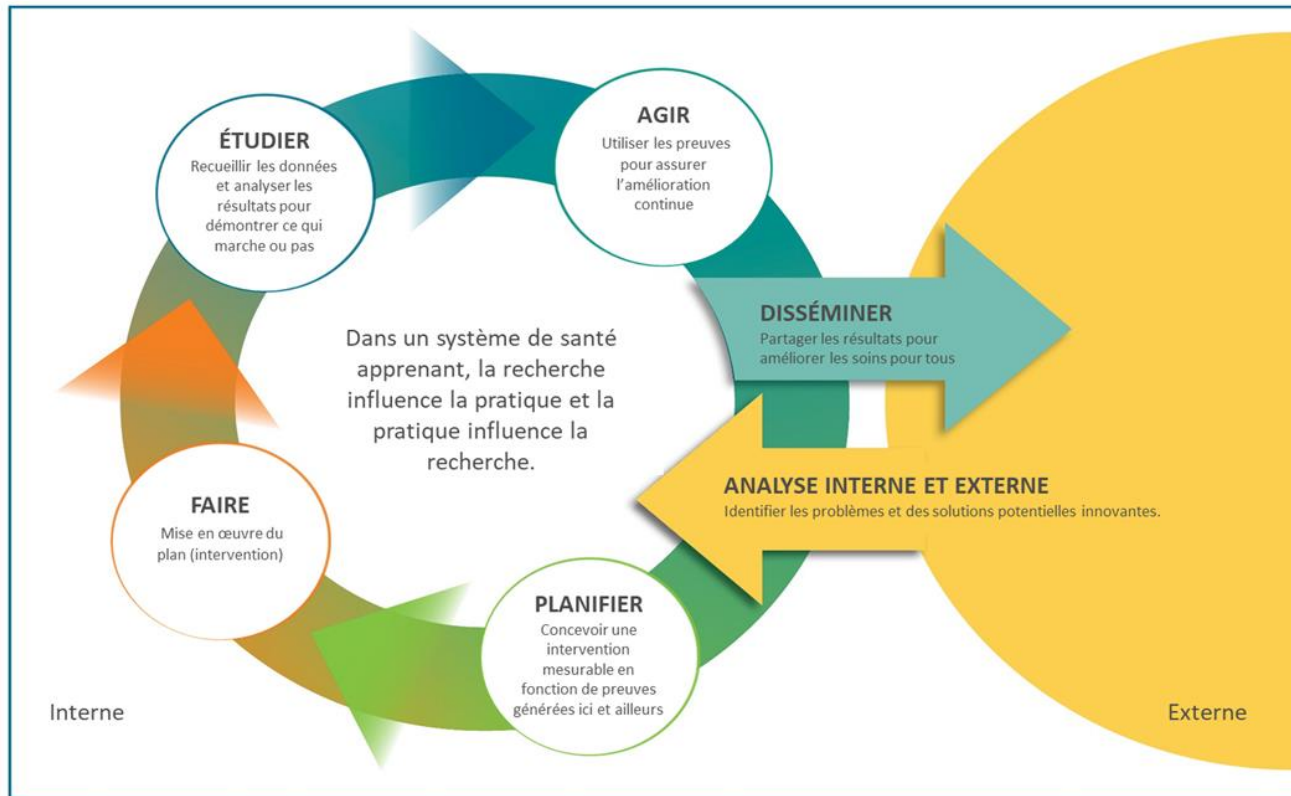 ÉTUDIER
Recueillir les données
et analyser les
résultats pour
démontrer ce qui
marche ou pas
AGIR
Utiliser les preuves
pour assurer
l'amélioration
continue
DISSÉMINER
Partager les résultats pour
améliorer les soins pour tous
Dans un système de santé
apprenant, la recherche
influence la pratique et la
pratique influence la
recherche.
ANALYSE INTERNE ET EXTERNE
Identifier les problèmes et des solutions potentielles innovantes.
FAIRE
Mise en œuvre du
plan (intervention)
PLANIFIER
Concevoir une
intervention
mesurable en
fonction de preuves
générées ici et ailleurs
Interne
Externe